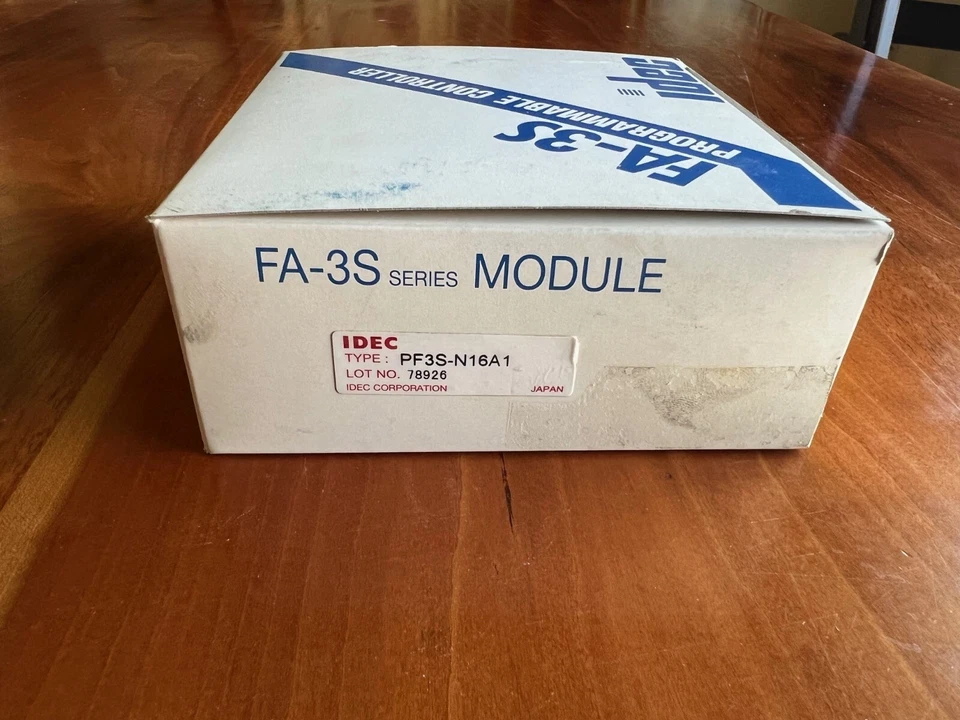 idec
FA-3S
PROGRAMMABLE CONTROLLER
FA-3S SERIES MODULE
IDEC
TYPE : PF3S-N16A1
LOT NO. 78926
IDEC CORPORATION JAPAN